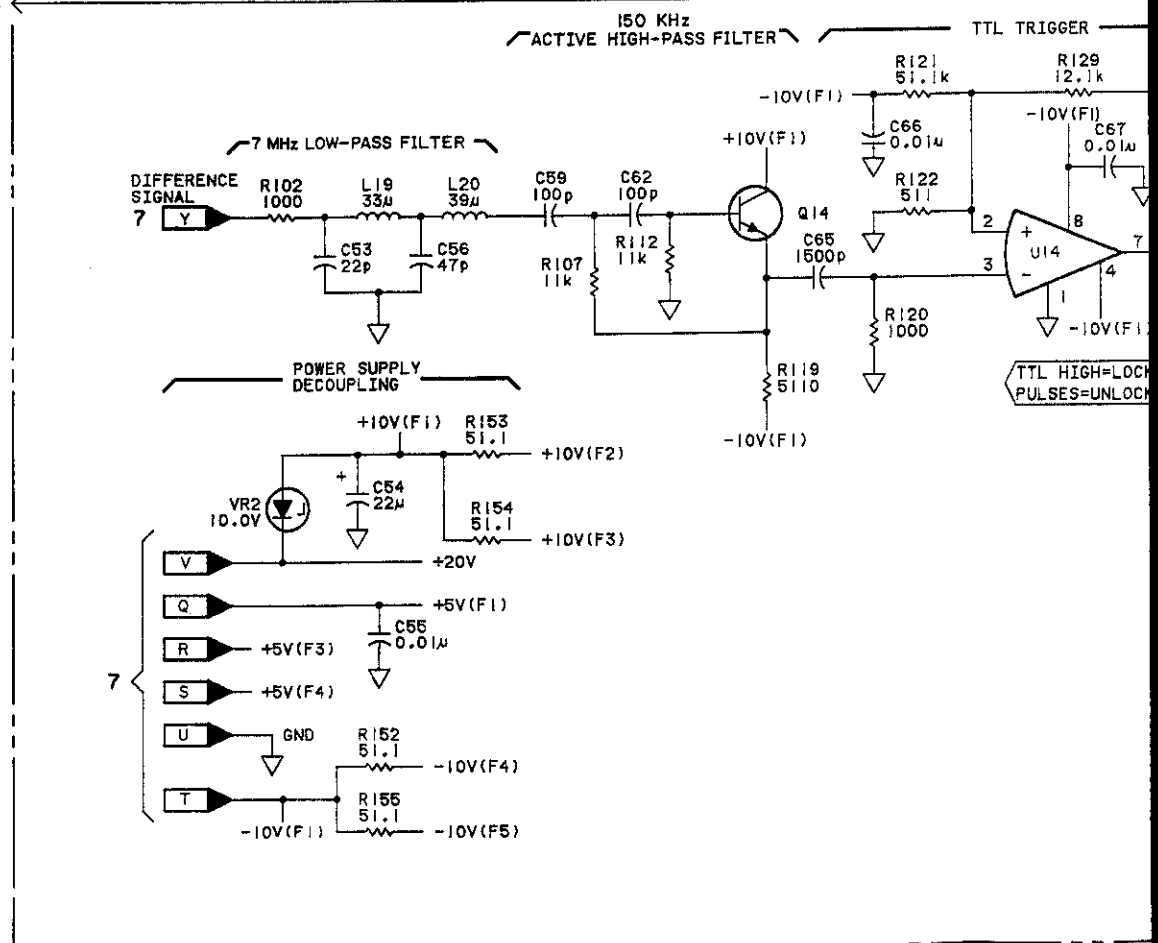 150 KHz
ACTIVE HIGH-PASS FILTER
TTL TRIGGER
R121
51.1k
R129
12.1k
-10V(F1)
-10V(F1)
C66
0.01µ
C67
0.01µ
+10V(F1)
7 MHz LOW-PASS FILTER
DIFFERENCE
SIGNAL
7
Y
R102
1000
L19
33µ
L20
39µ
C59
100p
C62
100p
Q14
R122
511
C53
22p
C56
47p
R107
11k
R112
11k
C65
1500p
2
+
8
U14
7
3
-
4
1
-10V(F1)
R120
1000
R119
5110
-10V(F1)
TTL HIGH=LOCK
PULSES=UNLOCK
POWER SUPPLY
DECOUPLING
+10V(F1)
R153
51.1
+10V(F2)
+
C54
22µ
VR2
10.0V
R154
51.1
+10V(F3)
V
+20V
Q
+5V(F1)
C55
0.01µ
R
+5V(F3)
7
S
+5V(F4)
U
GND
R152
51.1
-10V(F4)
T
-10V(F1)
R155
51.1
-10V(F5)